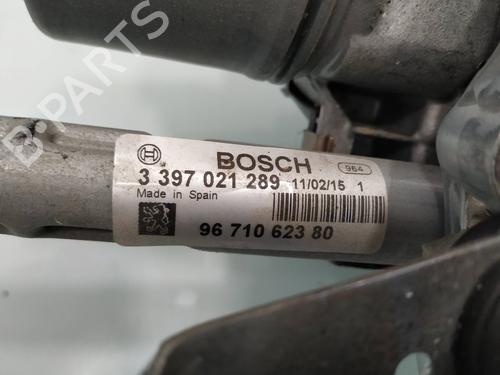 BOSCH 964
3 397 021 289 11/02/15 1
Made in Spain
96 710 623 80
B-PARTS